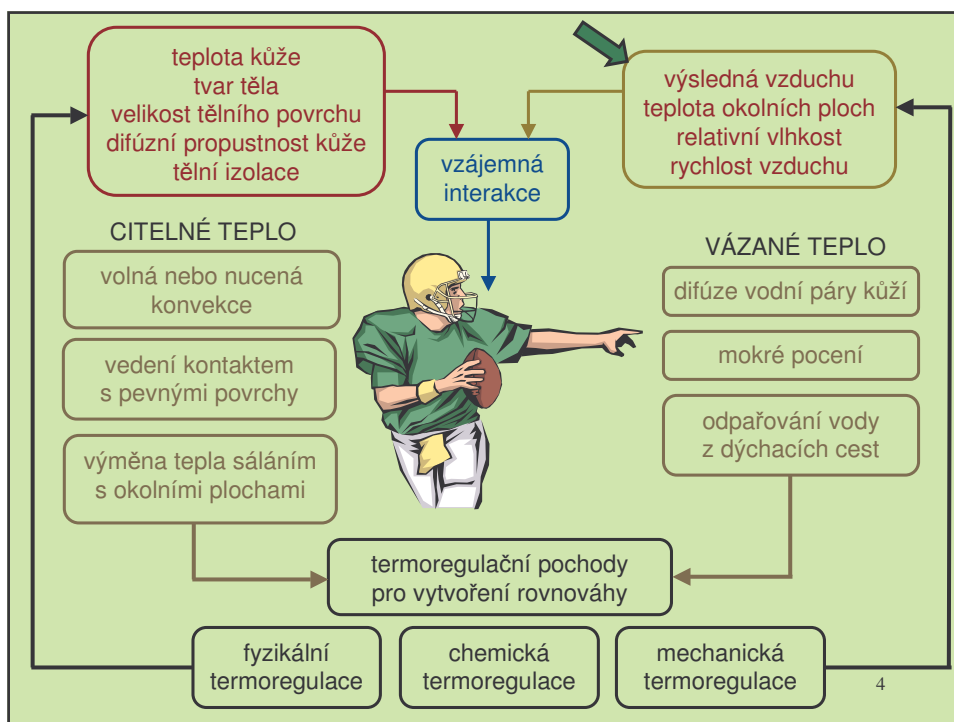 teplota kůže
tvar těla
velikost tělního povrchu
difúzní propustnost kůže
tělní izolace
výsledná vzduchu
teplota okolních ploch
relativní vlhkost
rychlost vzduchu
vzájemná
interakce
CITELNÉ TEPLO
volná nebo nucená
konvekce
vedení kontaktem
s pevnými povrchy
výměna tepla sáláním
s okolními plochami
VÁZANÉ TEPLO
difúze vodní páry kůží
mokré pocení
odpařování vody
z dýchacích cest
termoregulační pochody
pro vytvoření rovnováhy
fyzikální
termoregulace
chemická
termoregulace
mechanická
termoregulace
4